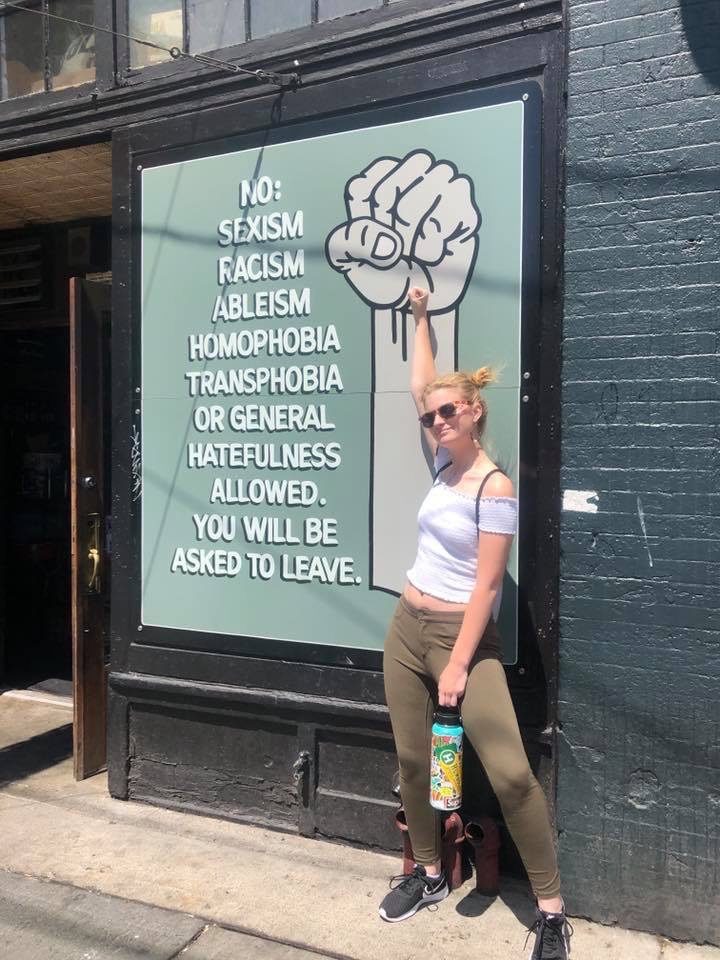 NO:
SEXISM
RACISM
ABLEISM
HOMOPHOBIA
TRANSPHOBIA
OR GENERAL
HATEFULNESS
ALLOWED.
YOU WILL BE
ASKED TO LEAVE.